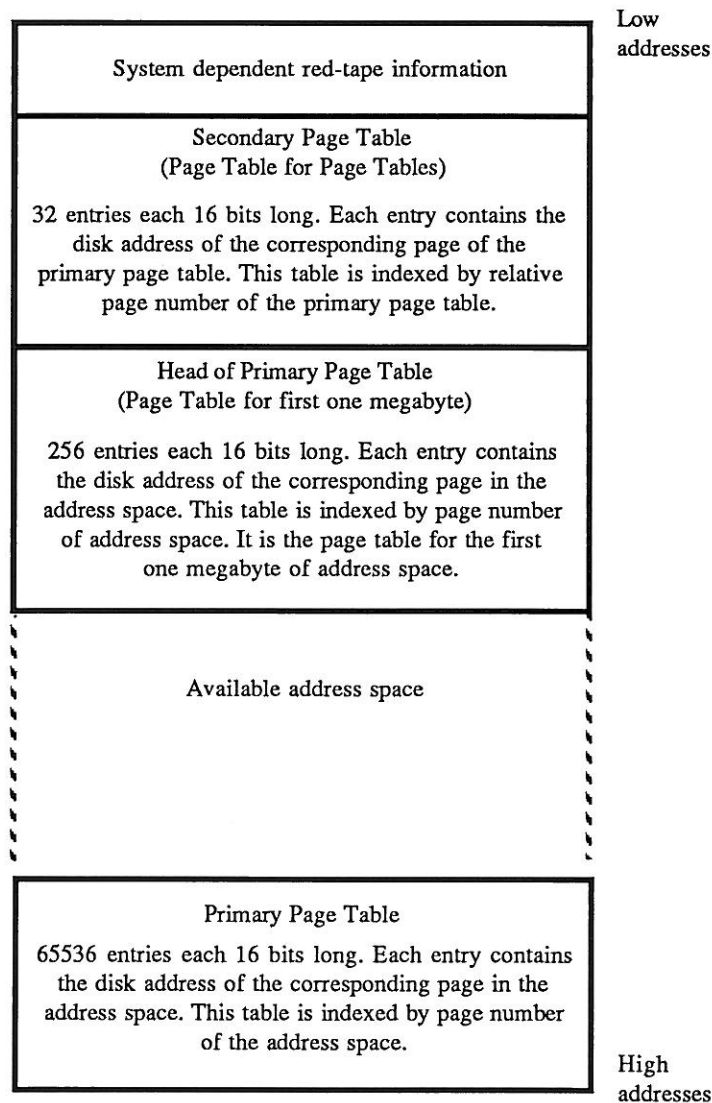 Low
addresses
System dependent red-tape information
Secondary Page Table
(Page Table for Page Tables)
32 entries each 16 bits long. Each entry contains the
disk address of the corresponding page of the
primary page table. This table is indexed by relative
page number of the primary page table.
Head of Primary Page Table
(Page Table for first one megabyte)
256 entries each 16 bits long. Each entry contains
the disk address of the corresponding page in the
address space. This table is indexed by page number
of address space. It is the page table for the first
one megabyte of address space.
Available address space
Primary Page Table
65536 entries each 16 bits long. Each entry contains
the disk address of the corresponding page in the
address space. This table is indexed by page number
of the address space.
High
addresses